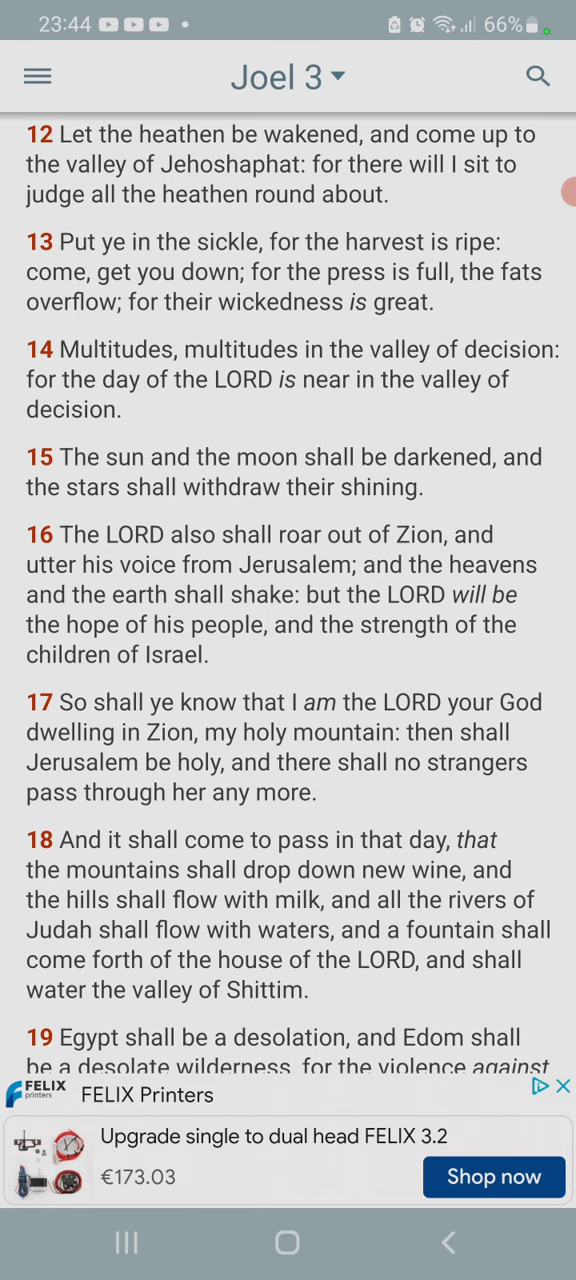 23:44 66%
Joel 3
12 Let the heathen be wakened, and come up to
the valley of Jehoshaphat: for there will I sit to
judge all the heathen round about.
13 Put ye in the sickle, for the harvest is ripe:
come, get you down; for the press is full, the fats
overflow; for their wickedness is great.
14 Multitudes, multitudes in the valley of decision:
for the day of the LORD is near in the valley of
decision.
15 The sun and the moon shall be darkened, and
the stars shall withdraw their shining.
16 The LORD also shall roar out of Zion, and
utter his voice from Jerusalem; and the heavens
and the earth shall shake: but the LORD will be
the hope of his people, and the strength of the
children of Israel.
17 So shall ye know that I am the LORD your God
dwelling in Zion, my holy mountain: then shall
Jerusalem be holy, and there shall no strangers
pass through her any more.
18 And it shall come to pass in that day, that
the mountains shall drop down new wine, and
the hills shall flow with milk, and all the rivers of
Judah shall flow with waters, and a fountain shall
come forth of the house of the LORD, and shall
water the valley of Shittim.
19 Egypt shall be a desolation, and Edom shall
be a desolate wilderness, for the violence against
FELIX
printers
FELIX Printers
Upgrade single to dual head FELIX 3.2
€173.03
Shop now